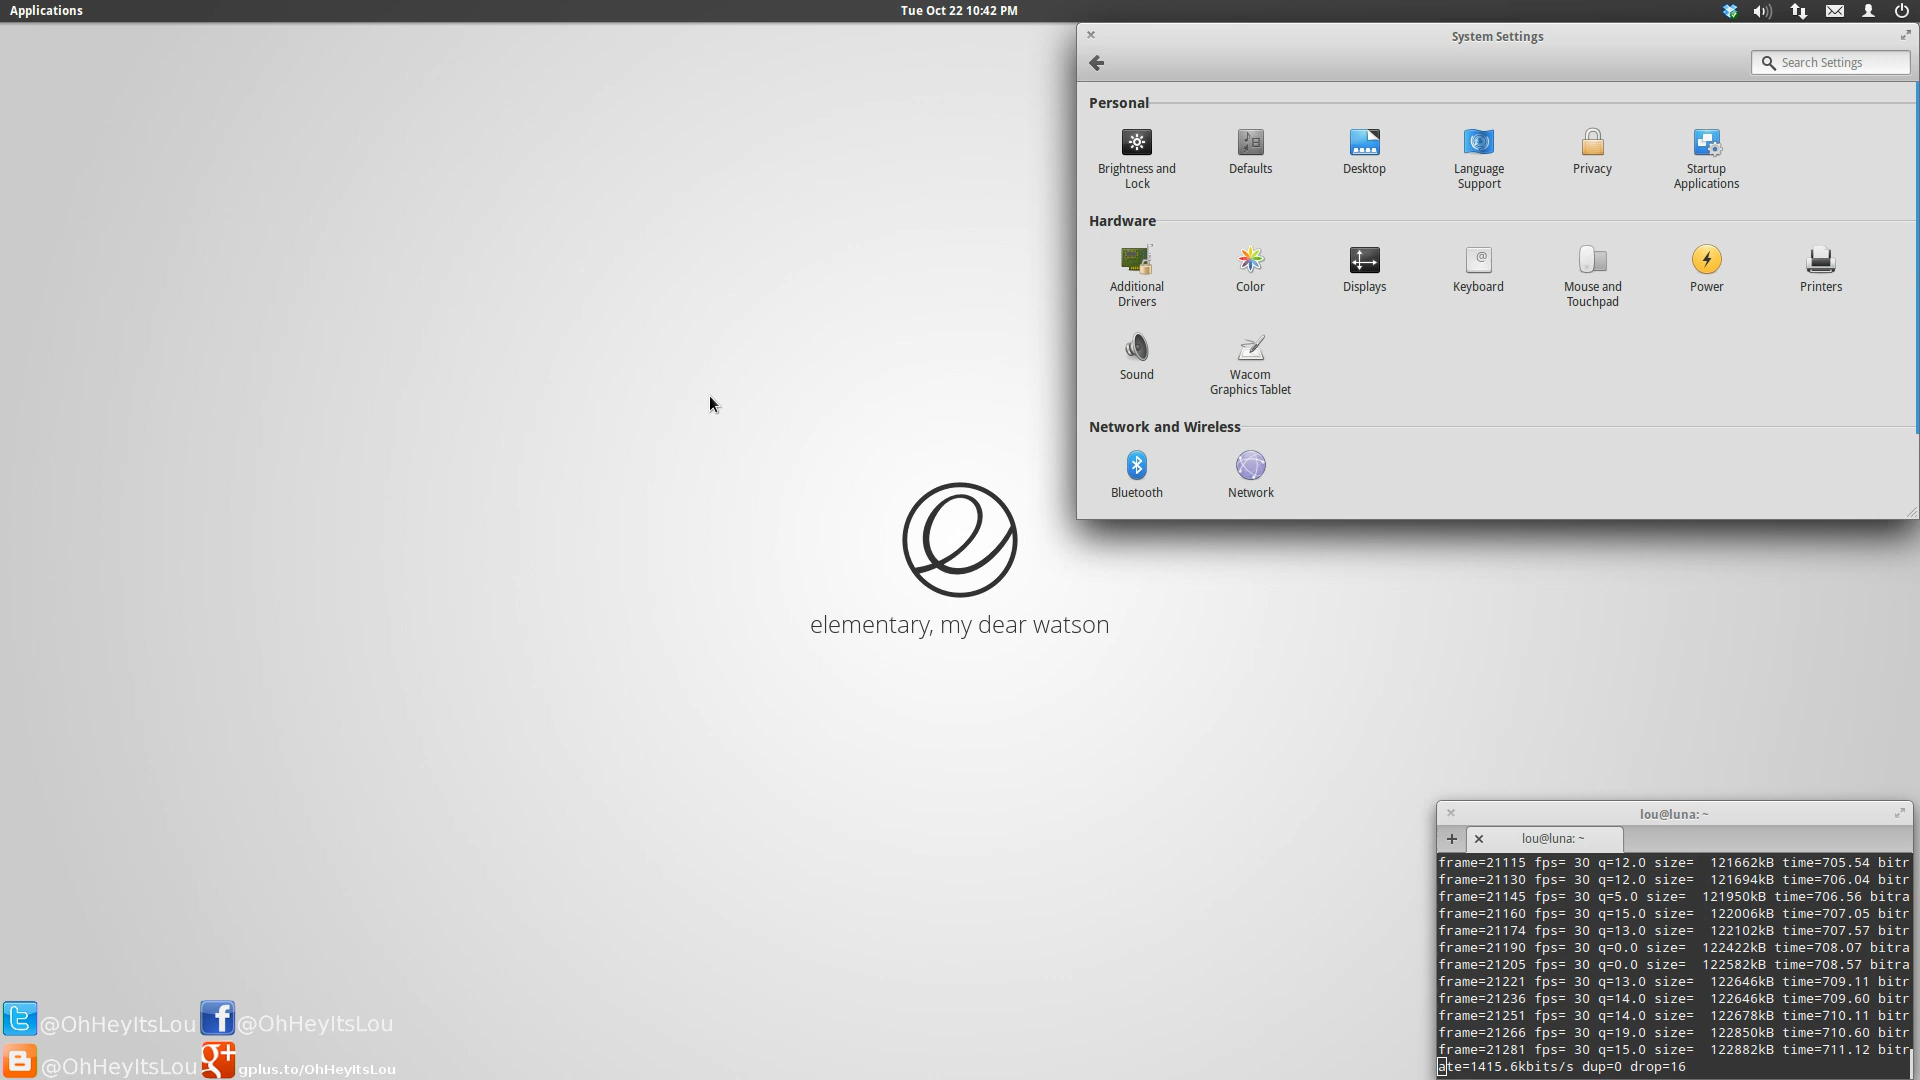 Applications
Tue Oct 22 10:42 PM
System Settings
Search Settings
Personal
Brightness and Lock
Defaults
Desktop
Language Support
Privacy
Startup Applications
Hardware
Additional Drivers
Color
Displays
Keyboard
Mouse and Touchpad
Power
Printers
Sound
Wacom Graphics Tablet
Network and Wireless
Bluetooth
Network
elementary, my dear watson
lou@luna: ~
lou@luna: ~
frame=21115 fps= 30 q=12.0 size=  121662kB time=705.54 bitr
frame=21130 fps= 30 q=12.0 size=  121694kB time=706.04 bitr
frame=21145 fps= 30 q=5.0 size=  121950kB time=706.56 bitra
frame=21160 fps= 30 q=15.0 size=  122006kB time=707.05 bitr
frame=21174 fps= 30 q=13.0 size=  122102kB time=707.57 bitr
frame=21190 fps= 30 q=0.0 size=  122422kB time=708.07 bitra
frame=21205 fps= 30 q=0.0 size=  122582kB time=708.57 bitra
frame=21221 fps= 30 q=13.0 size=  122646kB time=709.11 bitr
frame=21236 fps= 30 q=14.0 size=  122646kB time=709.60 bitr
frame=21251 fps= 30 q=14.0 size=  122678kB time=710.11 bitr
frame=21266 fps= 30 q=19.0 size=  122850kB time=710.60 bitr
frame=21281 fps= 30 q=15.0 size=  122882kB time=711.12 bitr
ate=1415.6kbits/s dup=0 drop=16
@OhHeyItsLou
@OhHeyItsLou
@OhHeyItsLou
gplus.to/OhHeyItsLou